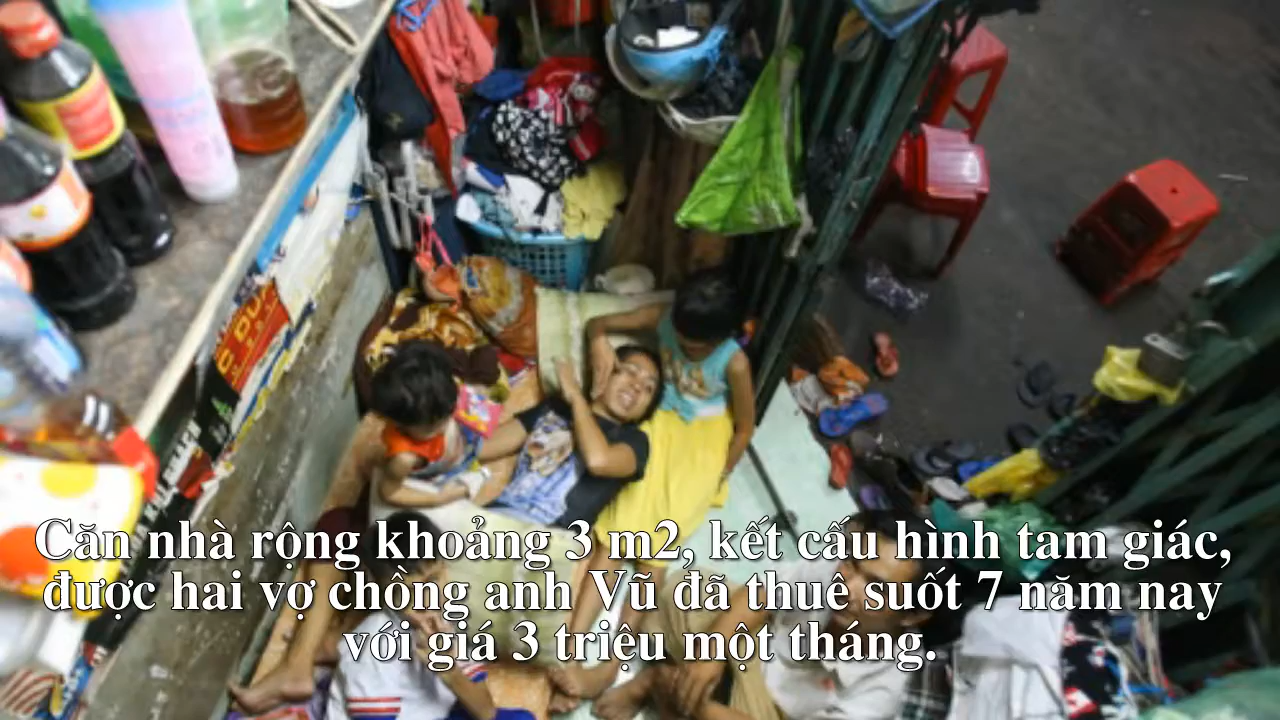 Căn nhà rộng khoảng 3 m2, kết cấu hình tam giác,
được hai vợ chồng anh Vũ đã thuê suốt 7 năm nay
với giá 3 triệu một tháng.